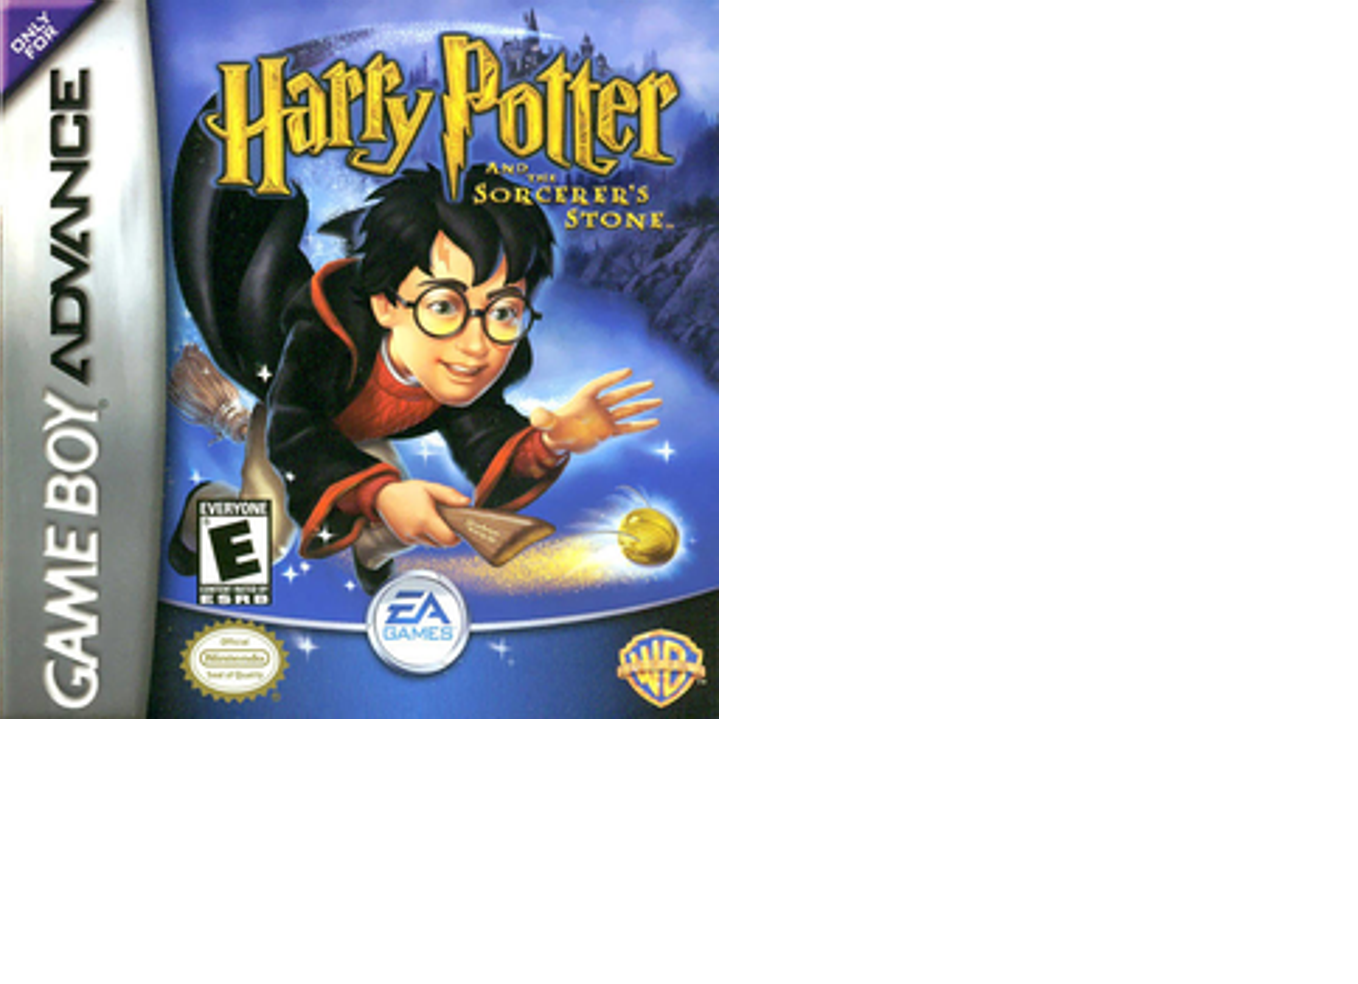 ONLY
FOR
GAME BOY ADVANCE
Harry Potter
AND THE
SORCERER'S
STONE™
EVERYONE
E
ESRB
EA
GAMES
Official
Nintendo
Seal of Quality
WB